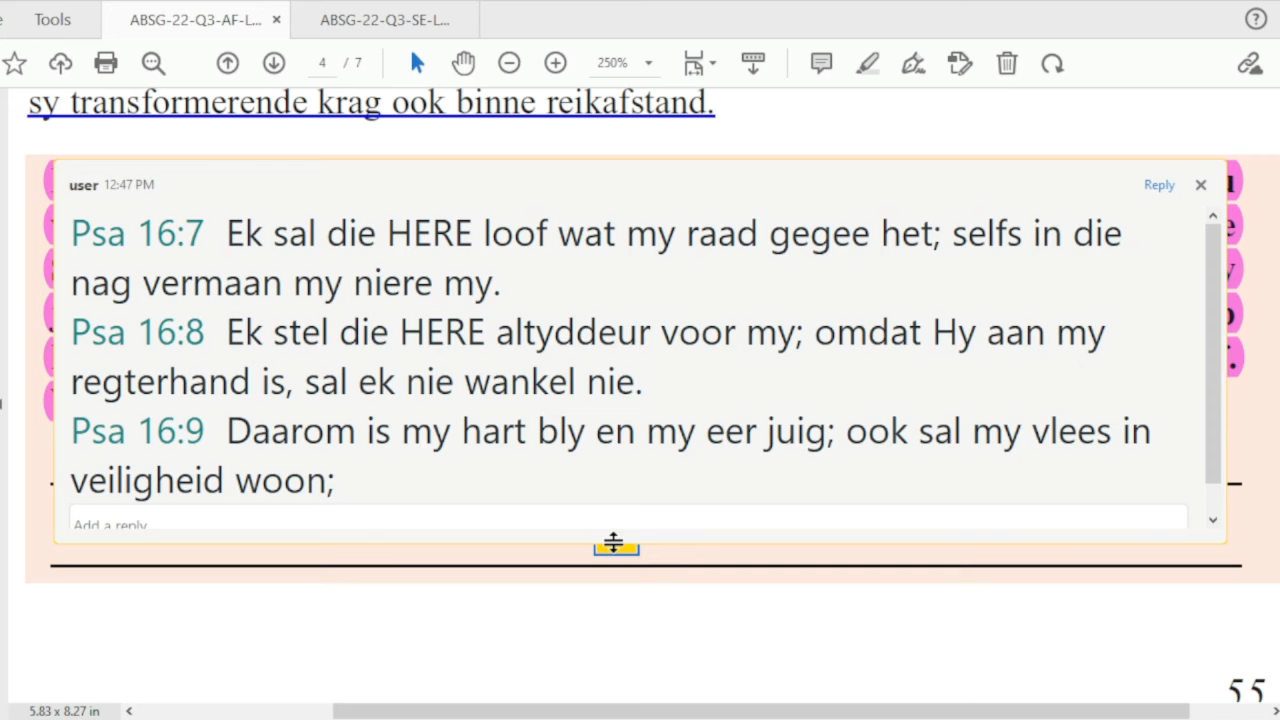 Tools
ABSG-22-Q3-AF-L...
ABSG-22-Q3-SE-L...
4 / 7
250%
sy transformerende krag ook binne reikafstand.
user 12:47 PM
Reply
Psa 16:7 Ek sal die HERE loof wat my raad gegee het; selfs in die
nag vermaan my niere my.
Psa 16:8 Ek stel die HERE altyddeur voor my; omdat Hy aan my
regterhand is, sal ek nie wankel nie.
Psa 16:9 Daarom is my hart bly en my eer juig; ook sal my vlees in
veiligheid woon;
Add a reply
55
5.83 x 8.27 in